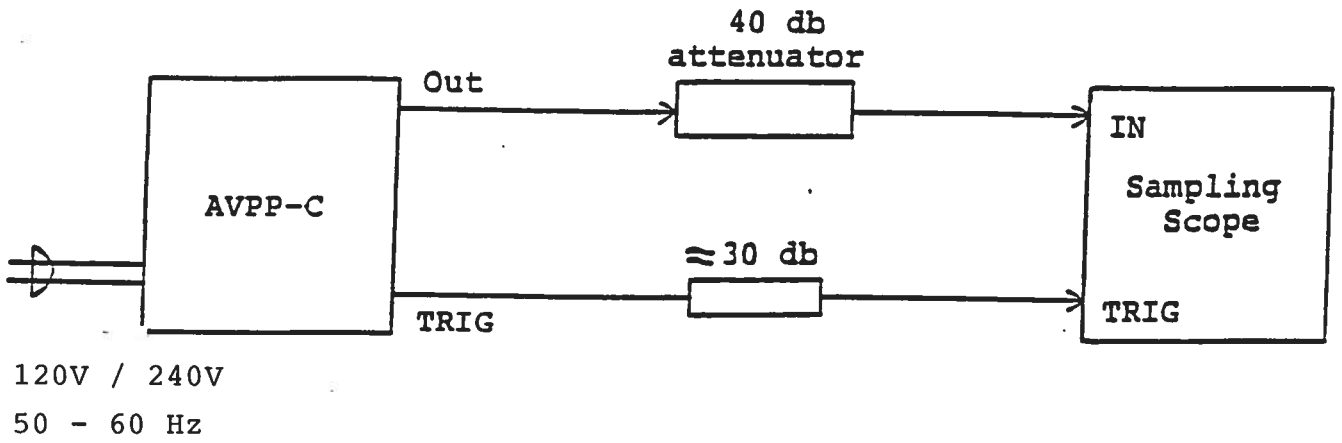 40 db
attenuator
Out
IN
AVPP-C
Sampling
Scope
≈ 30 db
TRIG
TRIG
120V / 240V
50 - 60 Hz